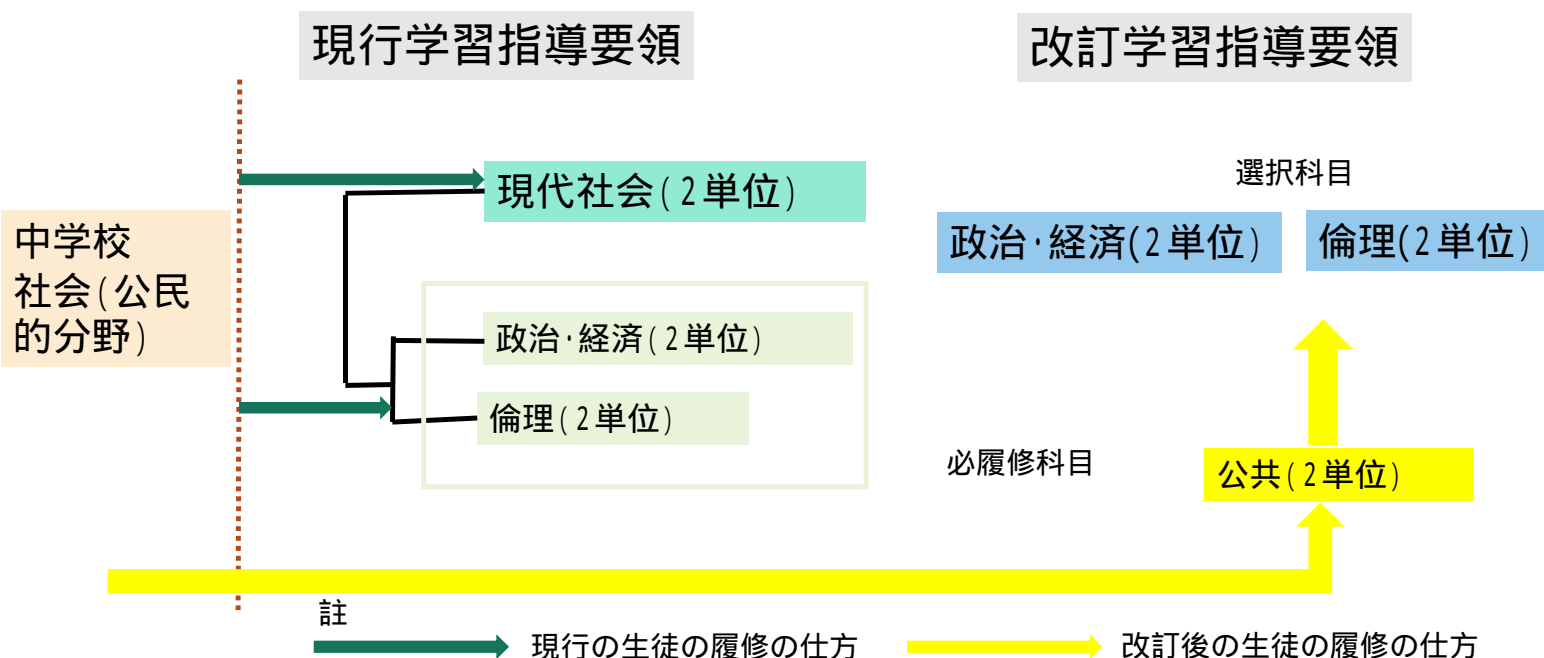 現行学習指導要領
改訂学習指導要領
中学校
社会(公民
的分野)
現代社会(2単位)
政治・経済(2単位)
倫理(2単位)
選択科目
政治・経済(2単位)
倫理(2単位)
必履修科目
公共(2単位)
註
現行の生徒の履修の仕方
改訂後の生徒の履修の仕方